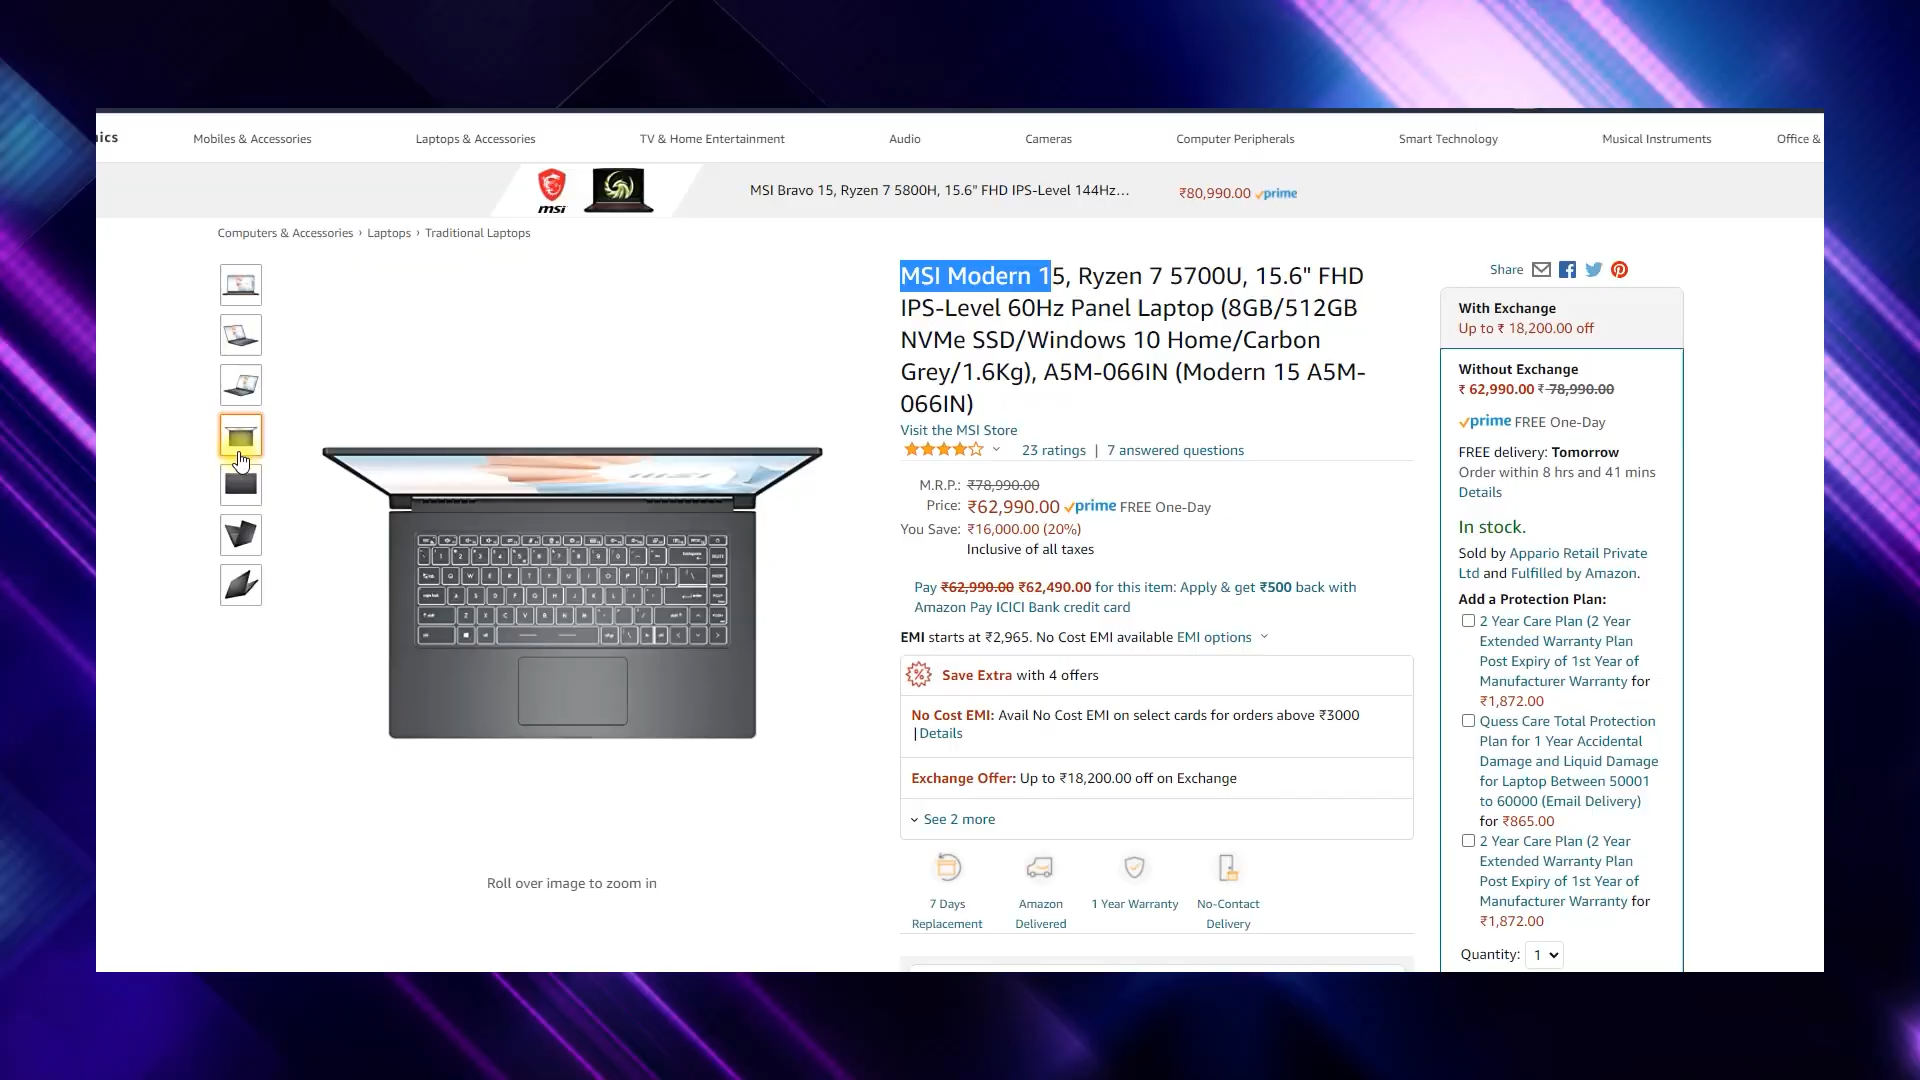 ics
Mobiles & Accessories
Laptops & Accessories
TV & Home Entertainment
Audio
Cameras
Computer Peripherals
Smart Technology
Musical Instruments
Office &
msi
MSI Bravo 15, Ryzen 7 5800H, 15.6" FHD IPS-Level 144Hz...
₹80,990.00 prime
Computers & Accessories › Laptops › Traditional Laptops
MSI Modern 15, Ryzen 7 5700U, 15.6" FHD
IPS-Level 60Hz Panel Laptop (8GB/512GB
NVMe SSD/Windows 10 Home/Carbon
Grey/1.6Kg), A5M-066IN (Modern 15 A5M-
066IN)
Visit the MSI Store
23 ratings | 7 answered questions
M.R.P.: ₹78,990.00
Price: ₹62,990.00 prime FREE One-Day
You Save: ₹16,000.00 (20%)
Inclusive of all taxes
Pay ₹62,990.00 ₹62,490.00 for this item: Apply & get ₹500 back with
Amazon Pay ICICI Bank credit card
EMI starts at ₹2,965. No Cost EMI available EMI options
Save Extra with 4 offers
No Cost EMI: Avail No Cost EMI on select cards for orders above ₹3000
|Details
Exchange Offer: Up to ₹18,200.00 off on Exchange
See 2 more
7 Days
Replacement
Amazon
Delivered
1 Year Warranty
No-Contact
Delivery
Roll over image to zoom in
Share
With Exchange
Up to ₹ 18,200.00 off
Without Exchange
₹ 62,990.00 ₹ 78,990.00
prime FREE One-Day
FREE delivery: Tomorrow
Order within 8 hrs and 41 mins
Details
In stock.
Sold by Appario Retail Private
Ltd and Fulfilled by Amazon.
Add a Protection Plan:
2 Year Care Plan (2 Year
Extended Warranty Plan
Post Expiry of 1st Year of
Manufacturer Warranty for
₹1,872.00
Quess Care Total Protection
Plan for 1 Year Accidental
Damage and Liquid Damage
for Laptop Between 50001
to 60000 (Email Delivery)
for ₹865.00
2 Year Care Plan (2 Year
Extended Warranty Plan
Post Expiry of 1st Year of
Manufacturer Warranty for
₹1,872.00
Quantity: 1